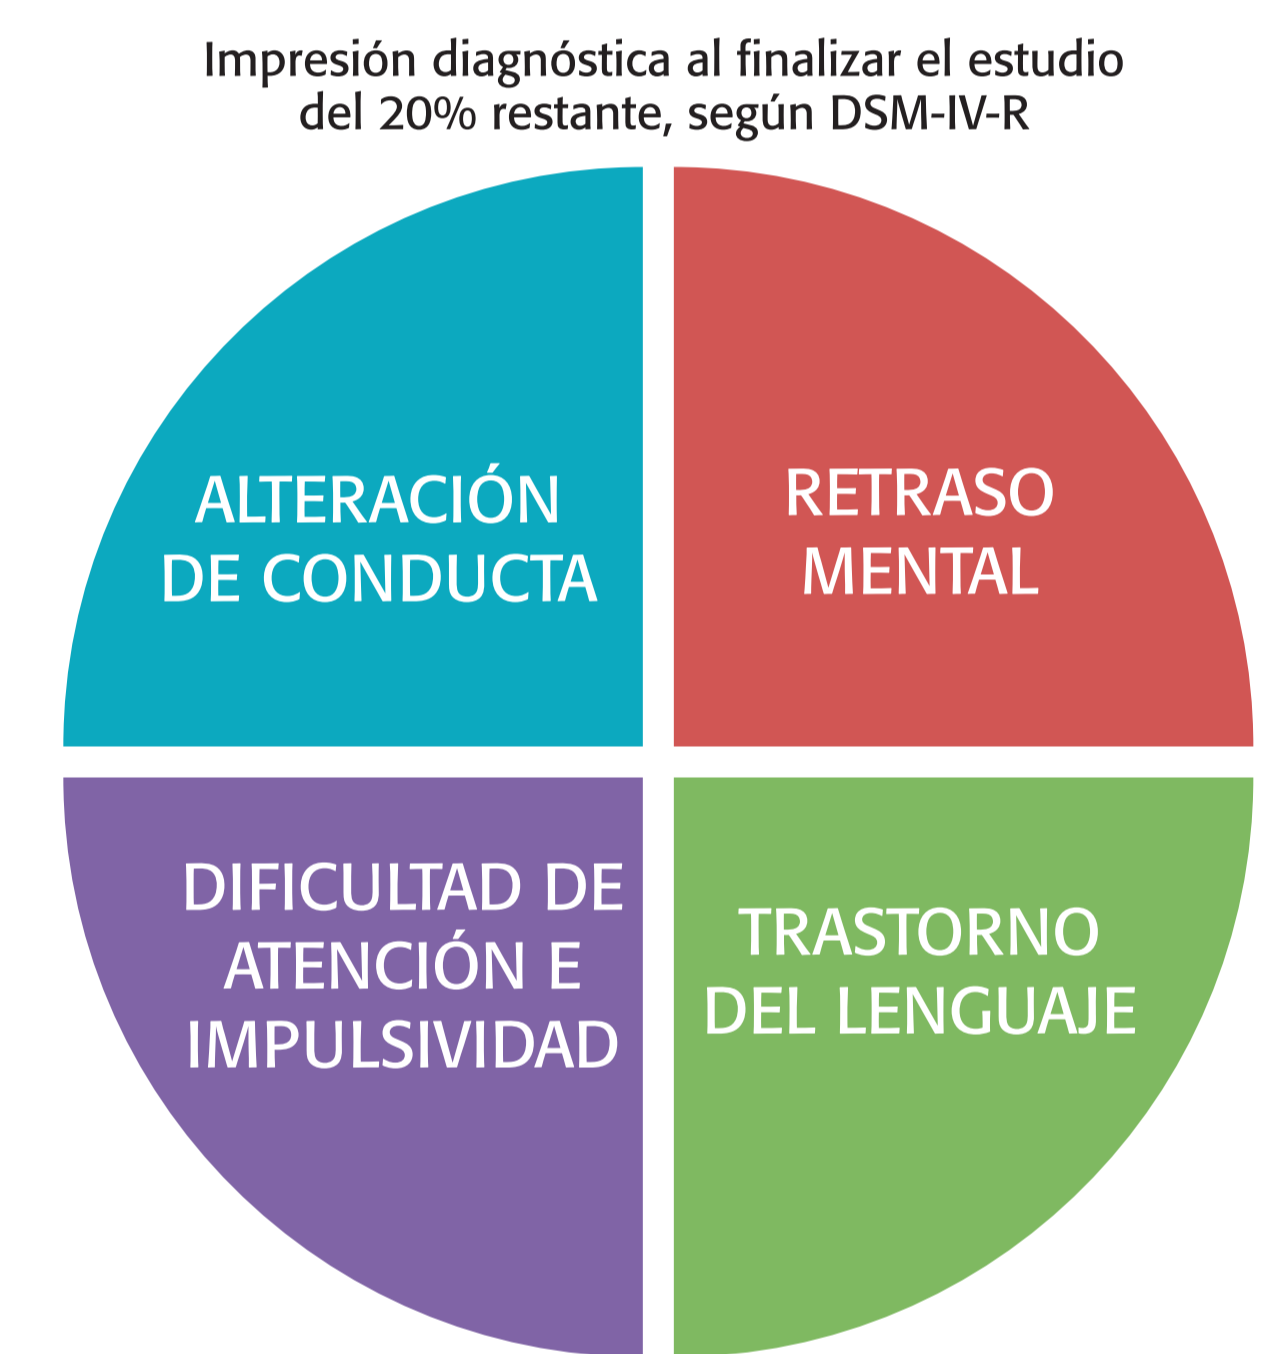 Impresión diagnóstica al finalizar el estudio
del 20% restante, según DSM-IV-R
ALTERACIÓN
DE CONDUCTA
RETRASO
MENTAL
DIFICULTAD DE
ATENCIÓN E
IMPULSIVIDAD
TRASTORNO
DEL LENGUAJE